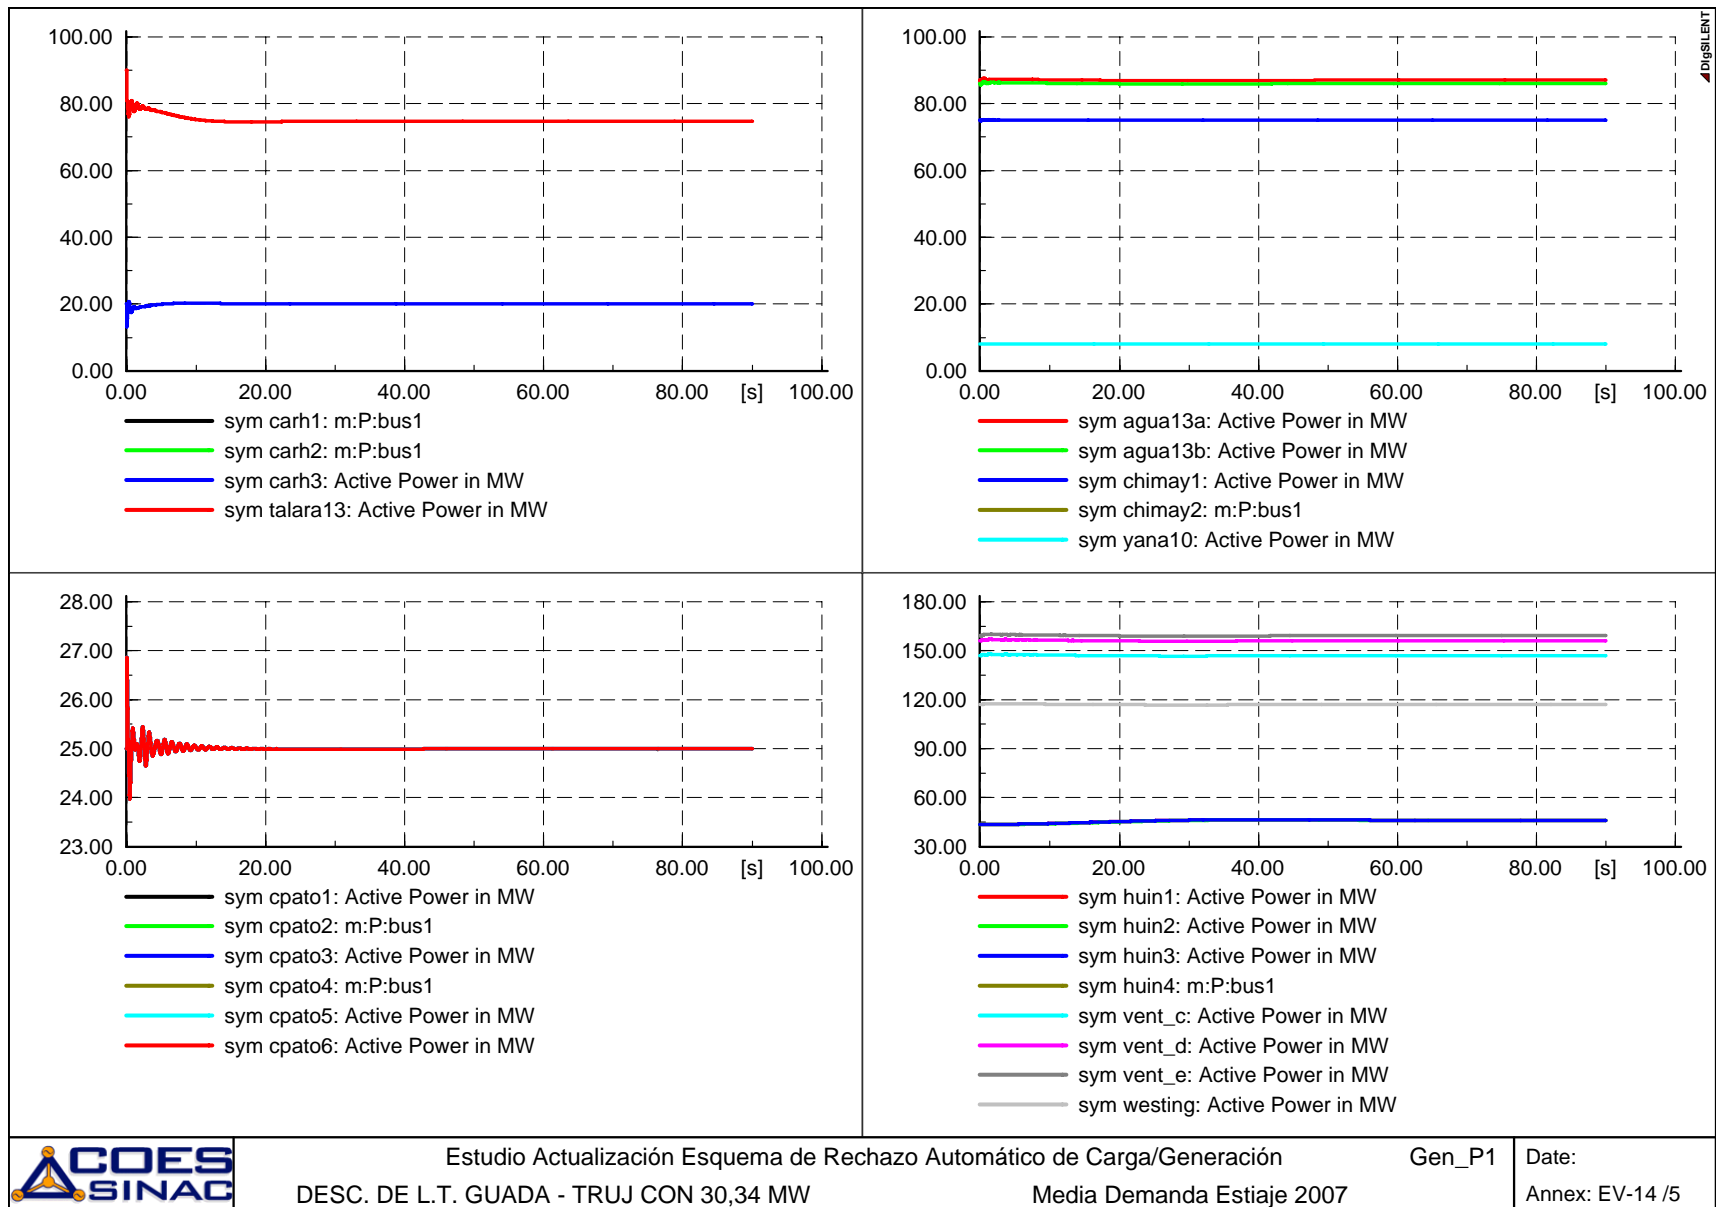 DIgSILENT
100.00
80.00
60.00
40.00
20.00
0.00
0.00 20.00 40.00 60.00 80.00 [s] 100.00
sym carh1: m:P:bus1
sym carh2: m:P:bus1
sym carh3: Active Power in MW
sym talara13: Active Power in MW
100.00
80.00
60.00
40.00
20.00
0.00
0.00 20.00 40.00 60.00 80.00 [s] 100.00
sym agua13a: Active Power in MW
sym agua13b: Active Power in MW
sym chimay1: Active Power in MW
sym chimay2: m:P:bus1
sym yana10: Active Power in MW
28.00
27.00
26.00
25.00
24.00
23.00
0.00 20.00 40.00 60.00 80.00 [s] 100.00
sym cpato1: Active Power in MW
sym cpato2: m:P:bus1
sym cpato3: Active Power in MW
sym cpato4: m:P:bus1
sym cpato5: Active Power in MW
sym cpato6: Active Power in MW
180.00
150.00
120.00
90.00
60.00
30.00
0.00 20.00 40.00 60.00 80.00 [s] 100.00
sym huin1: Active Power in MW
sym huin2: Active Power in MW
sym huin3: Active Power in MW
sym huin4: m:P:bus1
sym vent_c: Active Power in MW
sym vent_d: Active Power in MW
sym vent_e: Active Power in MW
sym westing: Active Power in MW
COES
SINAC
Estudio Actualización Esquema de Rechazo Automático de Carga/Generación Gen_P1
DESC. DE L.T. GUADA - TRUJ CON 30,34 MW Media Demanda Estiaje 2007
Date:
Annex: EV-14 /5